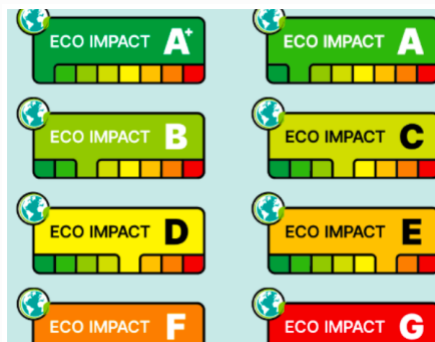 ECO IMPACT A+
ECO IMPACT A
ECO IMPACT B
ECO IMPACT C
ECO IMPACT D
ECO IMPACT E
ECO IMPACT F
ECO IMPACT G